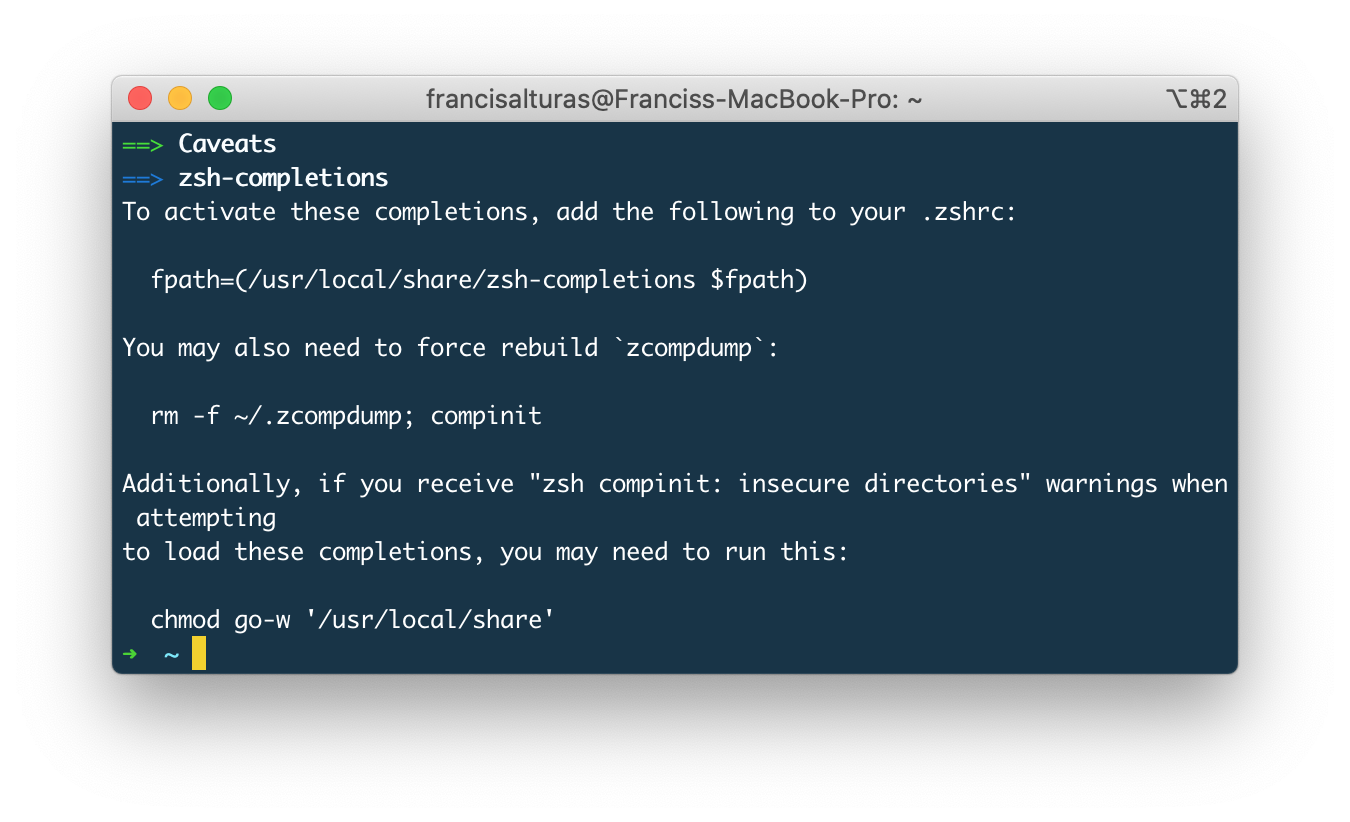 francisalturas@Franciss-MacBook-Pro: ~
⌥⌘2
==> Caveats
==> zsh-completions
To activate these completions, add the following to your .zshrc:
fpath=(/usr/local/share/zsh-completions $fpath)
You may also need to force rebuild `zcompdump`:
rm -f ~/.zcompdump; compinit
Additionally, if you receive "zsh compinit: insecure directories" warnings when
attempting
to load these completions, you may need to run this:
chmod go-w '/usr/local/share'
➜ ~